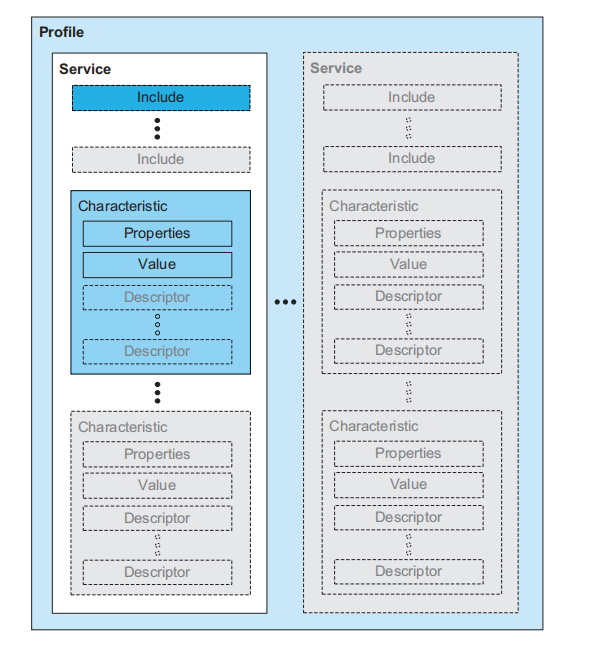 Profile
Service
Include
Include
Characteristic
Properties
Value
Descriptor
Descriptor
Characteristic
Properties
Value
Descriptor
Descriptor
Service
Include
Include
Characteristic
Properties
Value
Descriptor
Descriptor
Characteristic
Properties
Value
Descriptor
Descriptor